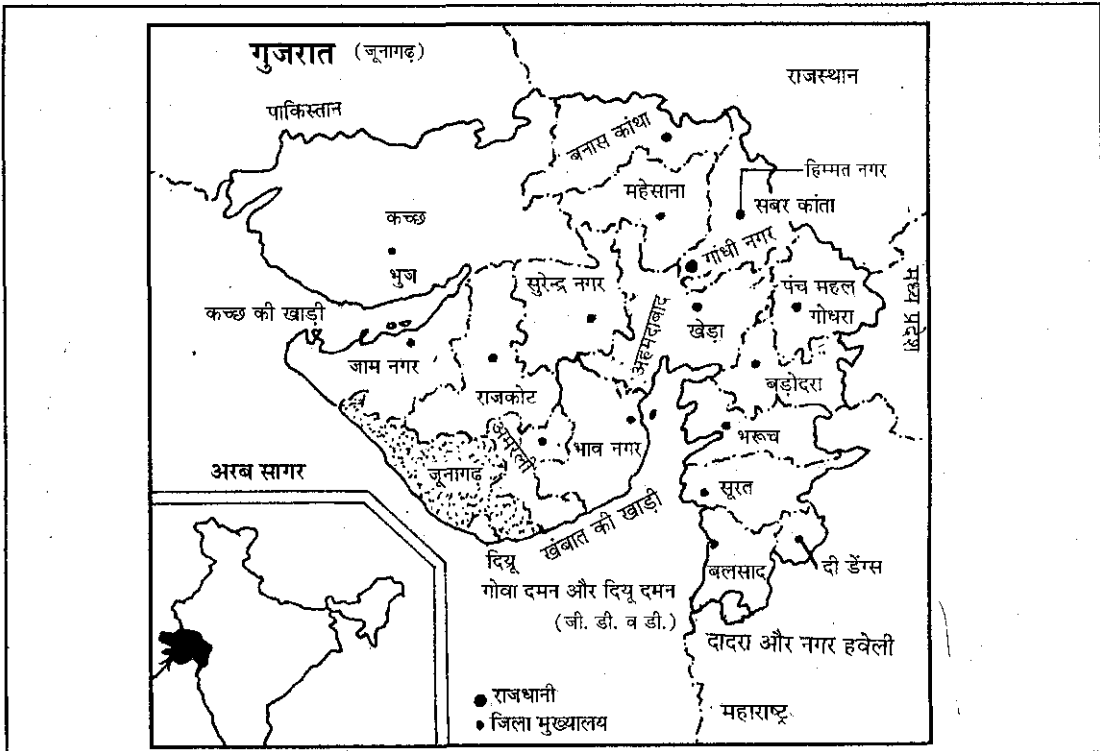 गुजरात (जूनागढ़)
राजस्थान
पाकिस्तान
बनास कांथा
हिम्मत नगर
महेसाना
सबर कांता
कच्छ
गांधी नगर
भुज
सुरेन्द्र नगर
पंच महल
गोधरा
मध्य प्रदेश
कच्छ की खाड़ी
अहमदाबाद
खेड़ा
जाम नगर
बड़ोदरा
राजकोट
अमरेली
भाव नगर
भरूच
जूनागढ़
अरब सागर
सूरत
खंबात की खाड़ी
दियू
बलसाद
दी डेंग्स
गोवा दमन और दियू दमन
(जी. डी. व डी.)
दादरा और नगर हवेली
राजधानी
जिला मुख्यालय
महाराष्ट्र